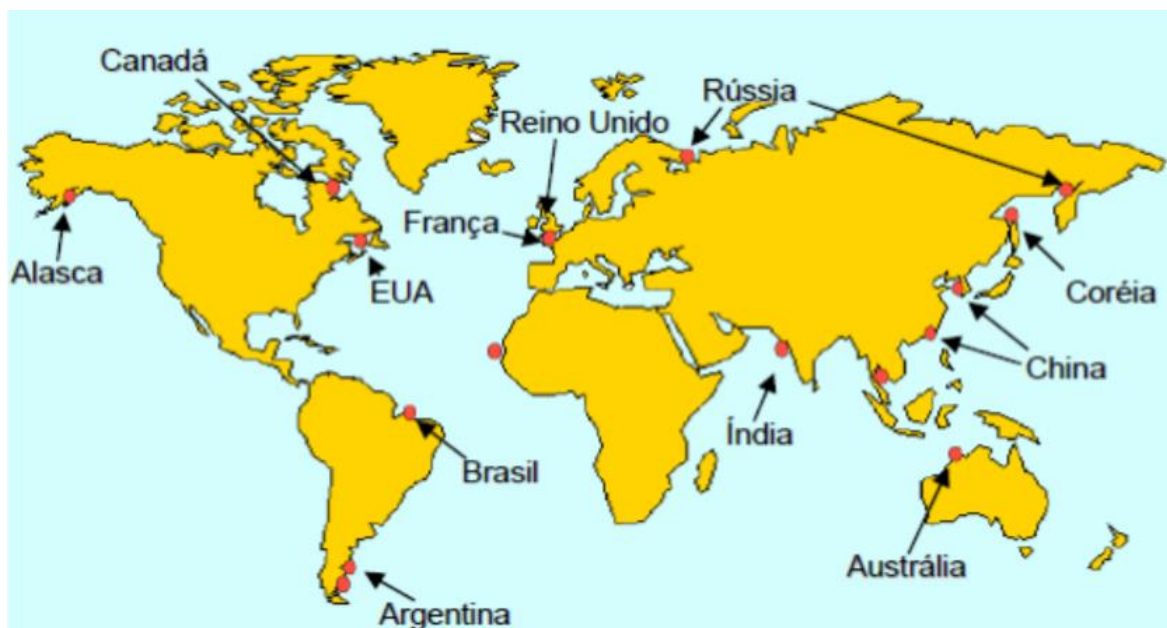 Canadá
Rússia
Reino Unido
França
Alasca
EUA
Coréia
China
Índia
Brasil
Austrália
Argentina